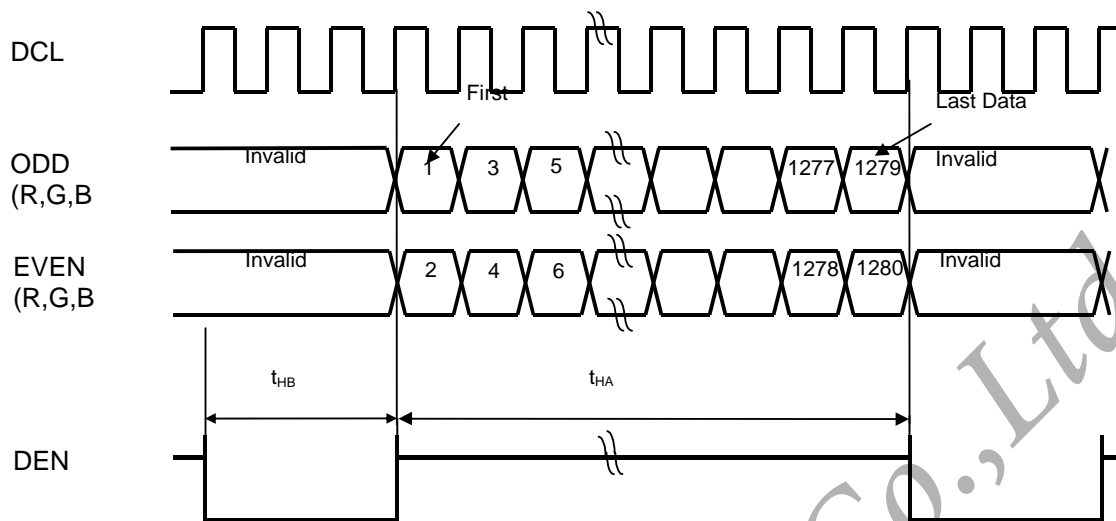 DCL
First
Last Data
ODD
(R,G,B
Invalid
1 3 5 1277 1279
Invalid
EVEN
(R,G,B
Invalid
2 4 6 1278 1280
Invalid
tHB
tHA
DEN
Co.,Ltd